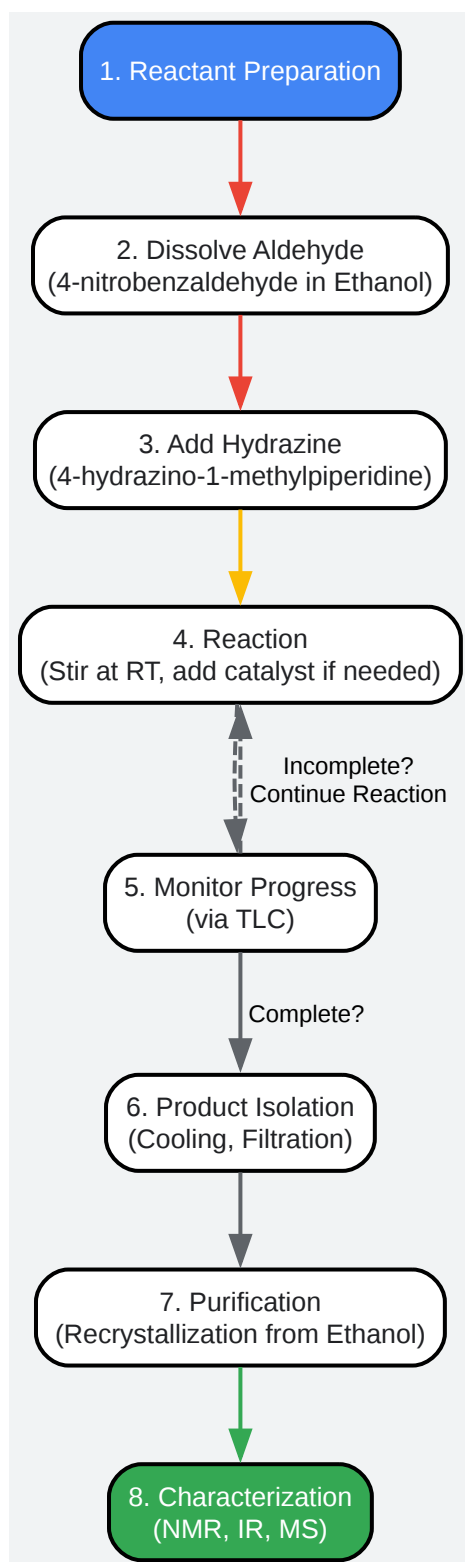 1. Reactant Preparation
2. Dissolve Aldehyde
(4-nitrobenzaldehyde in Ethanol)
3. Add Hydrazine
(4-hydrazino-1-methylpiperidine)
4. Reaction
(Stir at RT, add catalyst if needed)
Incomplete?
Continue Reaction
5. Monitor Progress
(via TLC)
Complete?
6. Product Isolation
(Cooling, Filtration)
7. Purification
(Recrystallization from Ethanol)
8. Characterization
(NMR, IR, MS)